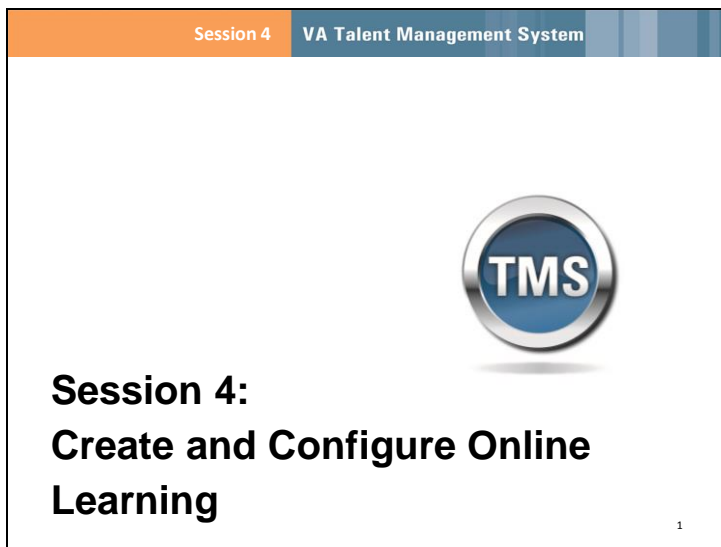 Session 4 VA Talent Management System
TMS
Session 4:
Create and Configure Online
Learning
1